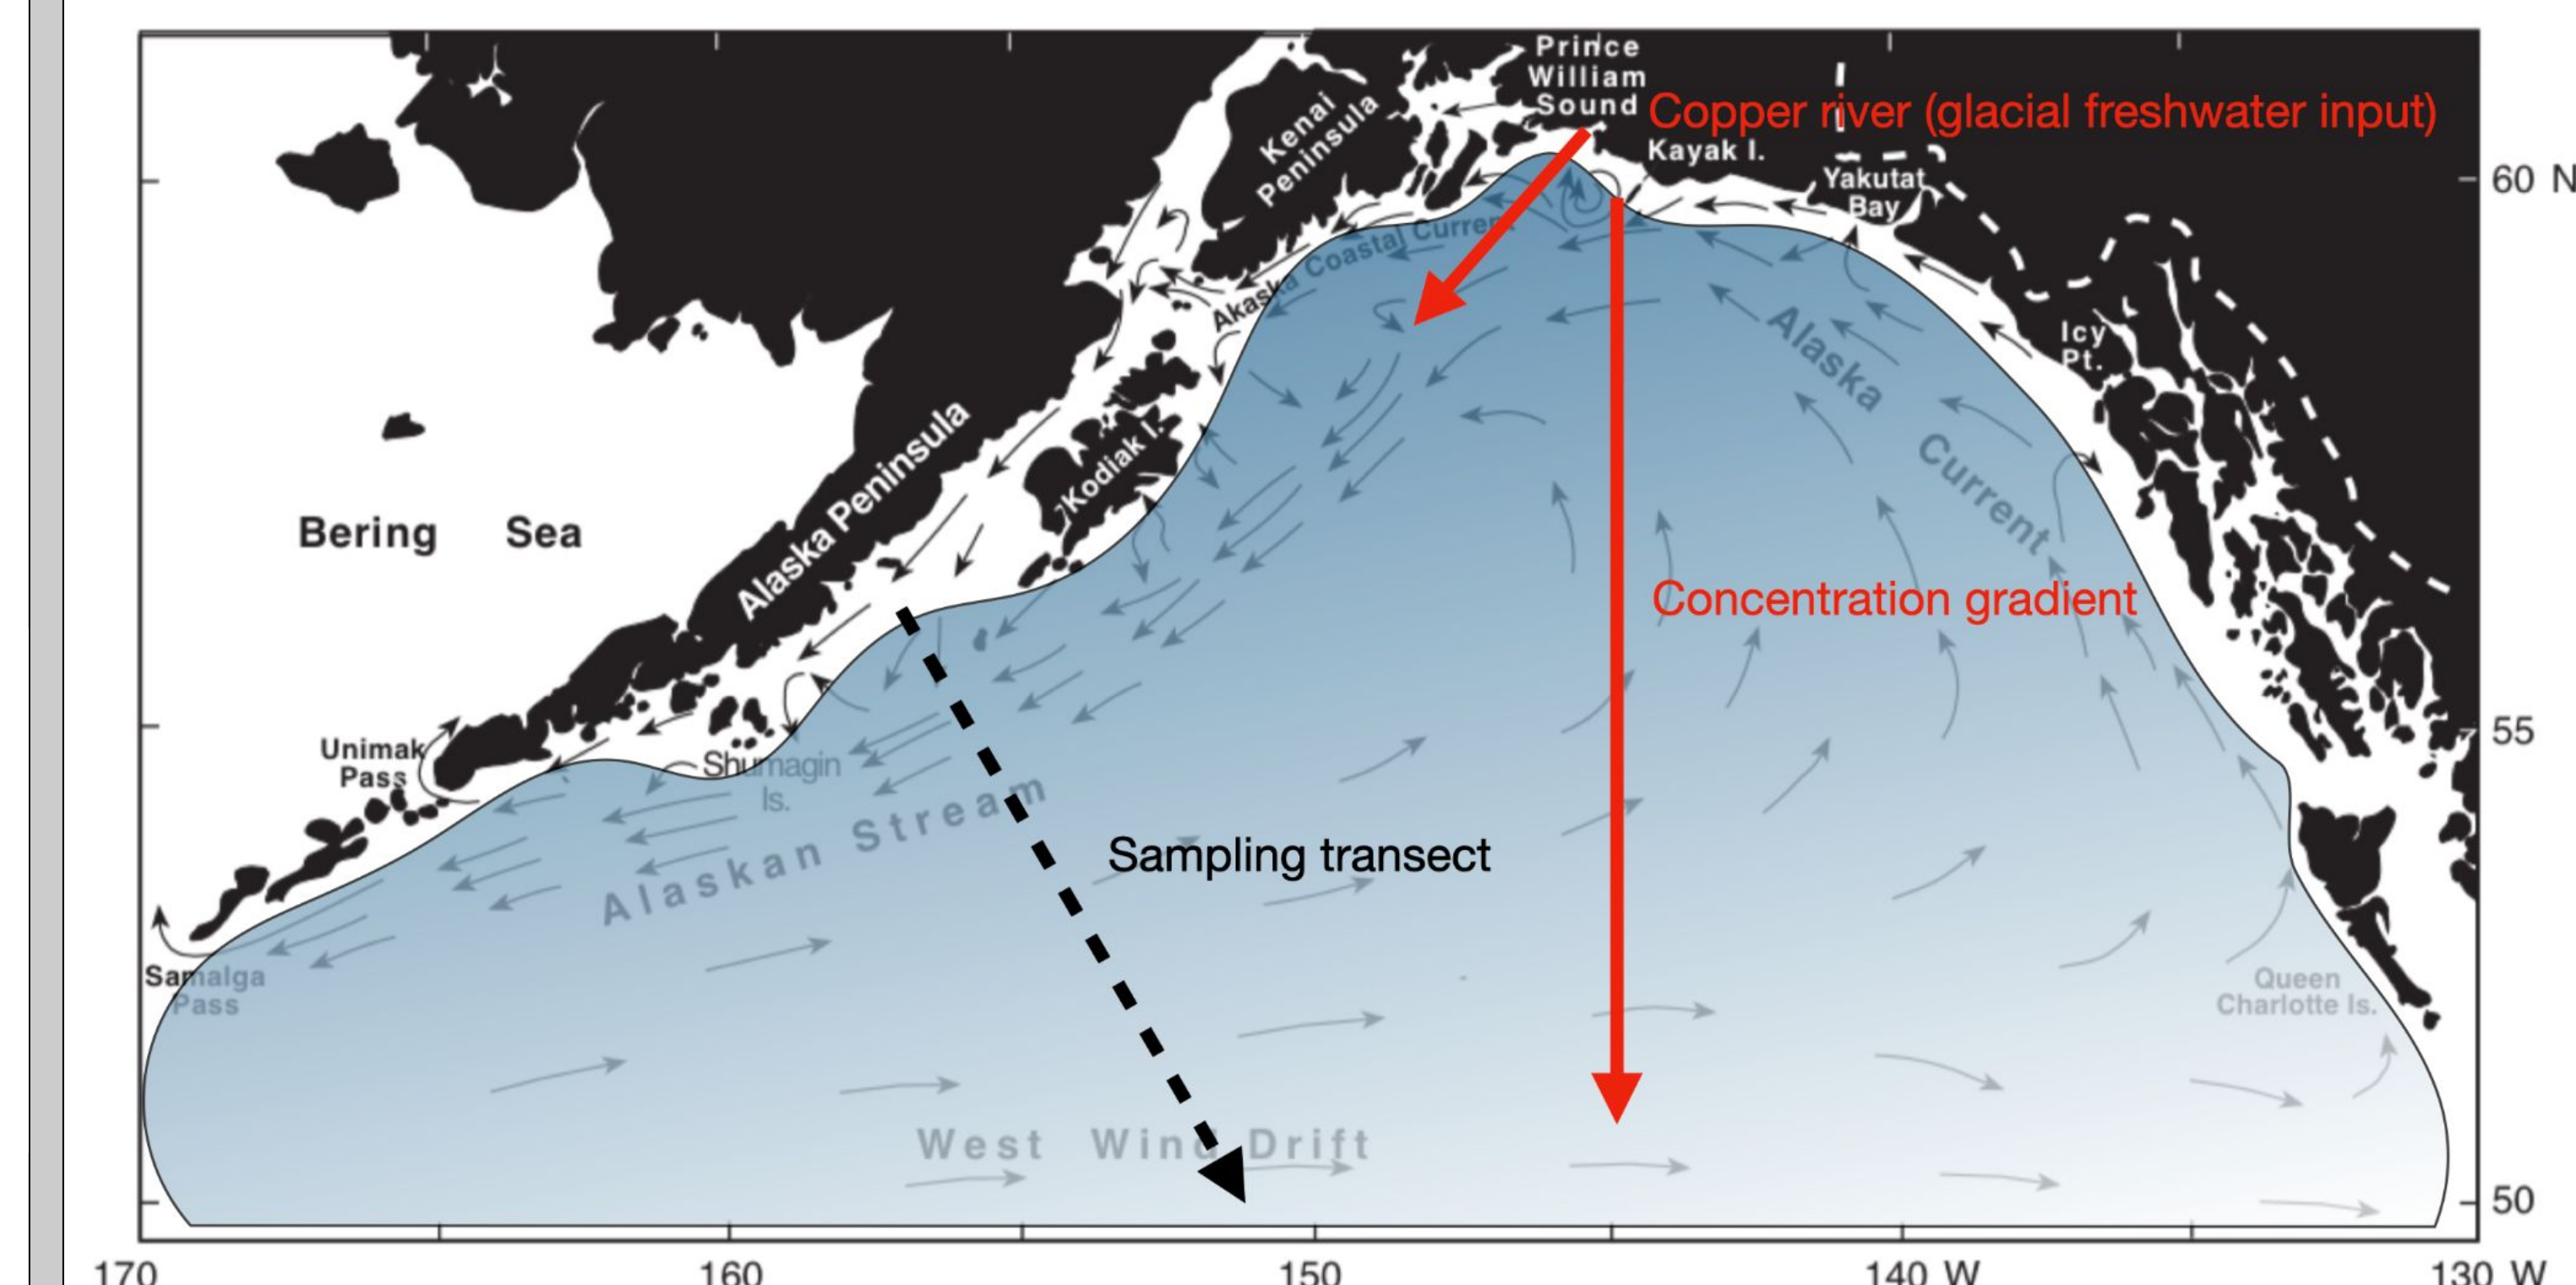 Prince
William
Sound
Copper river (glacial freshwater input)
Kayak I.
Kenai
Peninsula
Yakutat
Bay
60 N
Akaska Coastal Current
Icy
Pt.
Alaska
Current
Kodiak I.
Alaska Peninsula
Bering Sea
Concentration gradient
Unimak
Pass
Shumagin
Is.
55
Alaskan Stream
Sampling transect
Samalga
Pass
Queen
Charlotte Is.
West Wind Drift
50
170
160
150
140 W
130 W